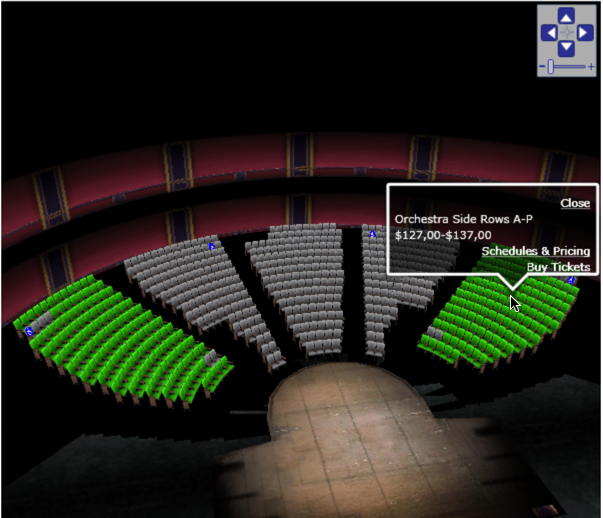 Close
Orchestra Side Rows A-P
$127,00-$137,00
Schedules & Pricing
Buy Tickets